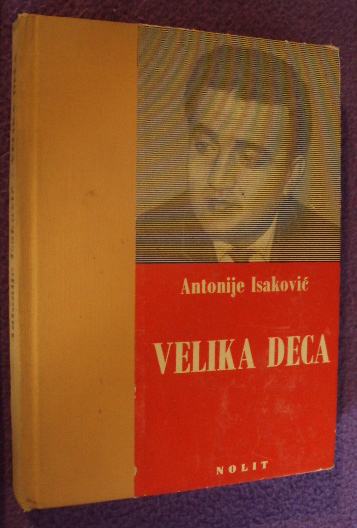 Antonije Isaković
VELIKA DECA
NOLIT